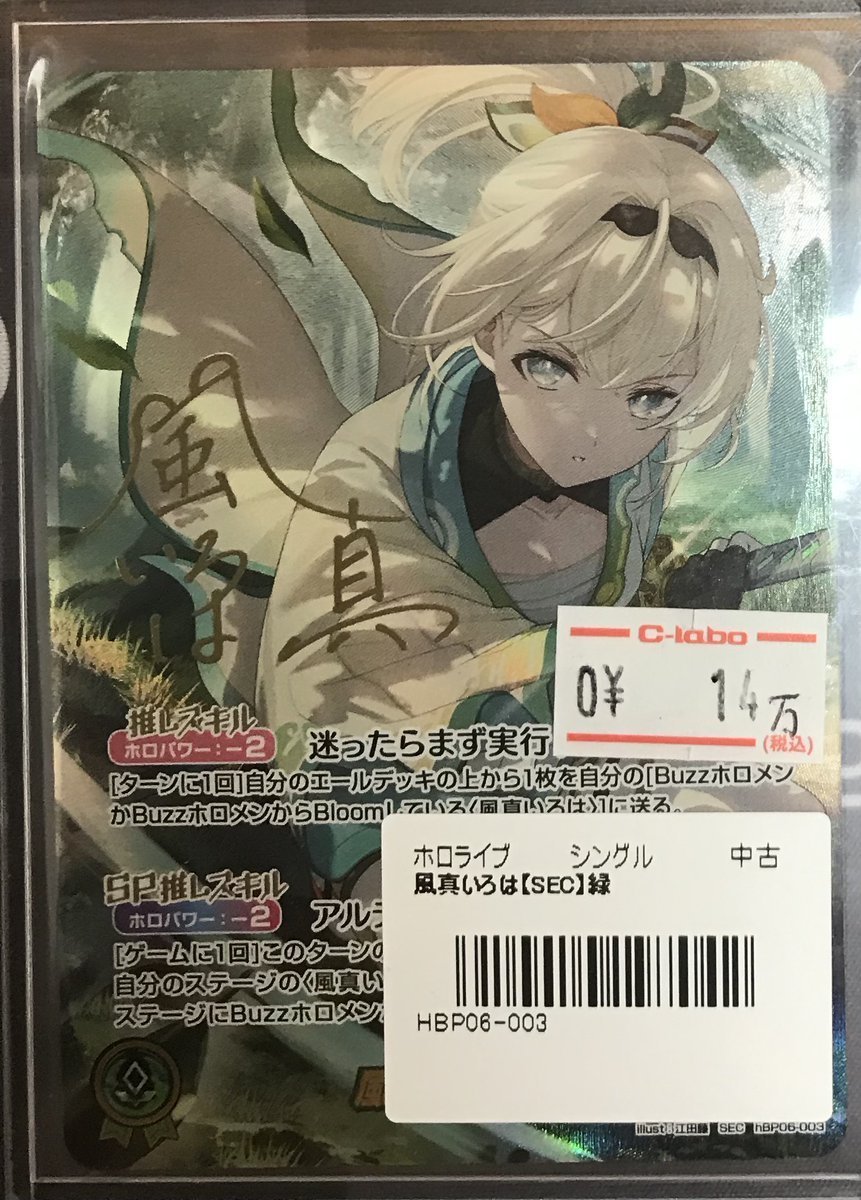 風真
いろは
C-labo
0¥ 14万
(税込)
推しスキル
ホロパワー:-2
迷ったらまず実行
[ターンに1回]自分のエールデッキの上から1枚を自分の[Buzzホロメン
かBuzzホロメンからBloomしている〈風真いろは〉]に送る。
ホロライブ シングル 中古
風真いろは【SEC】緑
HBP06-003
SP推しスキル
ホロパワー:-2
アルテ
[ゲームに1回]このターンの
自分のステージの〈風真い
ステージにBuzzホロメン
illust:江田島 SEC hBP06-003